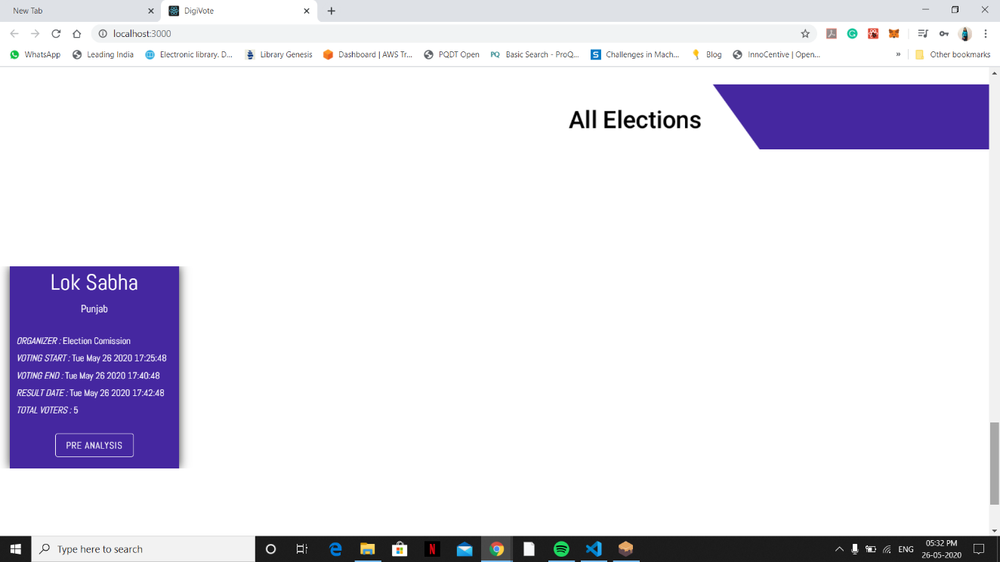 New Tab
DigiVote
localhost:3000
WhatsApp
Leading India
Electronic library. D...
Library Genesis
Dashboard | AWS Tr...
PQDT Open
PQ
Basic Search - ProQ...
S
Challenges in Mach...
Blog
InnoCentive | Open...
»
Other bookmarks
All Elections
Lok Sabha
Punjab
ORGANIZER : Election Comission
VOTING START : Tue May 26 2020 17:25:48
VOTING END : Tue May 26 2020 17:40:48
RESULT DATE : Tue May 26 2020 17:42:48
TOTAL VOTERS : 5
PRE ANALYSIS
Type here to search
N
ENG
05:32 PM
26-05-2020